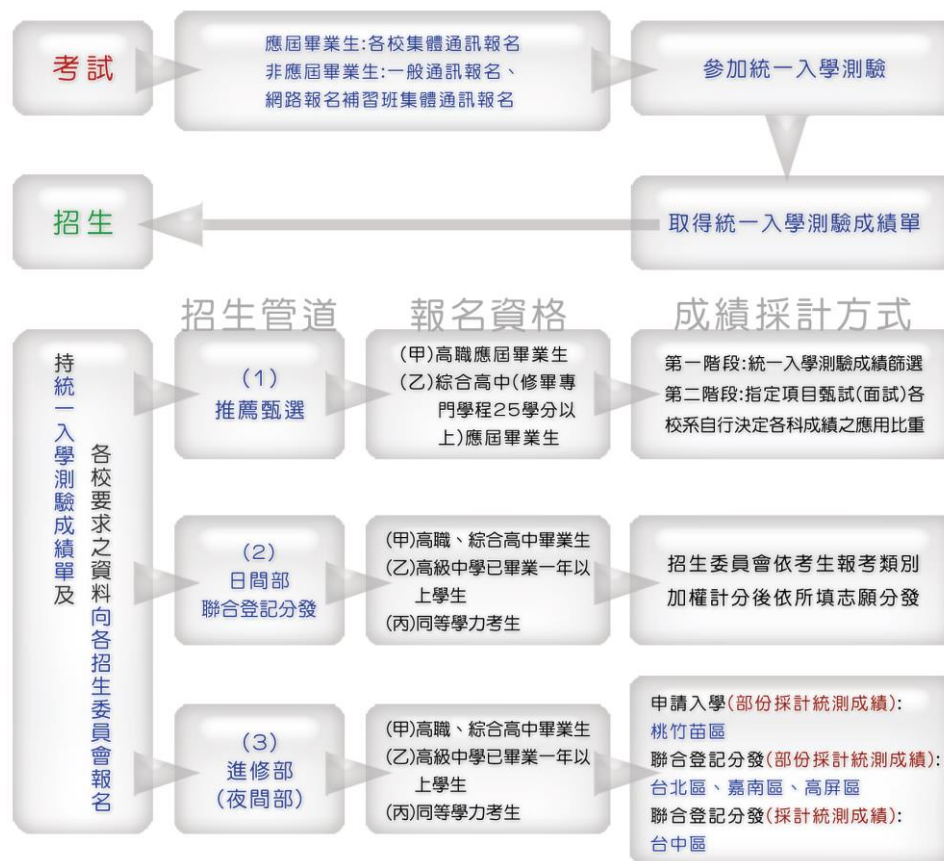 考試
應屆畢業生:各校集體通訊報名
非應屆畢業生:一般通訊報名、
網路報名補習班集體通訊報名
參加統一入學測驗
招生
取得統一入學測驗成績單
招生管道
報名資格
成績採計方式
持統一入學測驗成績單及
各校要求之資料向各招生委員會報名
(1)
推薦甄選
(甲)高職應屆畢業生
(乙)綜合高中(修畢專
門學程25學分以
上)應屆畢業生
第一階段:統一入學測驗成績篩選
第二階段:指定項目甄試(面試)各
校系自行決定各科成績之應用比重
(2)
日間部
聯合登記分發
(甲)高職、綜合高中畢業生
(乙)高級中學已畢業一年以
上學生
(丙)同等學力考生
招生委員會依考生報考類別
加權計分後依所填志願分發
(3)
進修部
(夜間部)
(甲)高職、綜合高中畢業生
(乙)高級中學已畢業一年以
上學生
(丙)同等學力考生
申請入學(部份採計統測成績):
桃竹苗區
聯合登記分發(部份採計統測成績):
台北區、嘉南區、高屏區
聯合登記分發(採計統測成績):
台中區